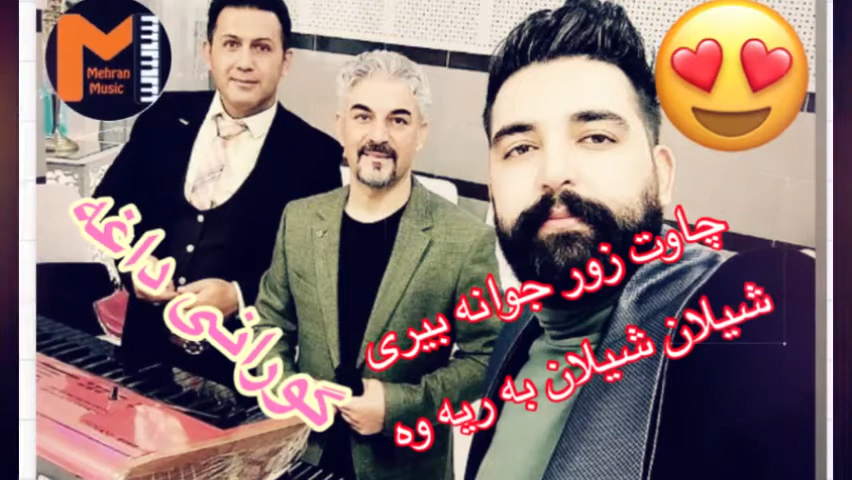 Mehran
Music
گورانی داغه
چاوت زور جوانه بیری
شیلان شیلان به ریه وه